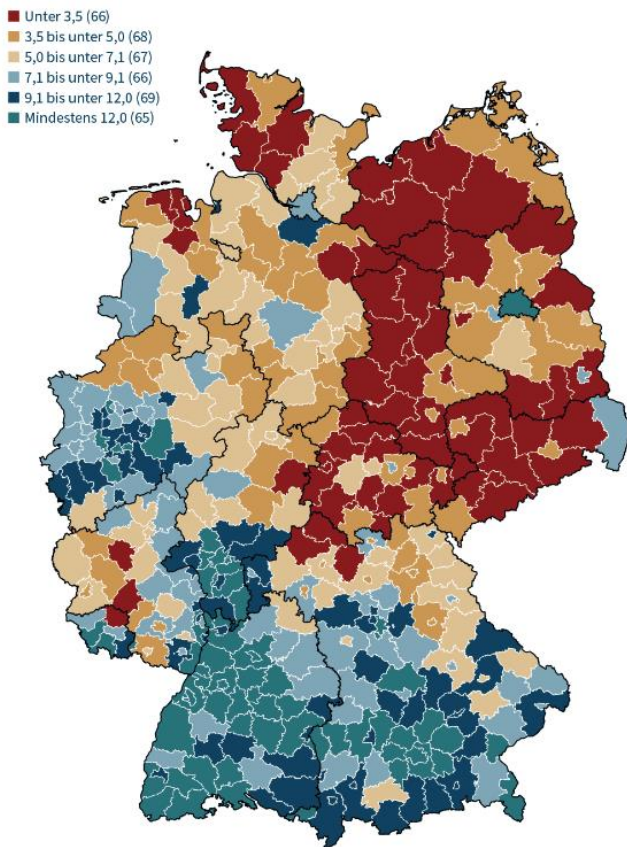 Unter 3,5 (66)
3,5 bis unter 5,0 (68)
5,0 bis unter 7,1 (67)
7,1 bis unter 9,1 (66)
9,1 bis unter 12,0 (69)
Mindestens 12,0 (65)